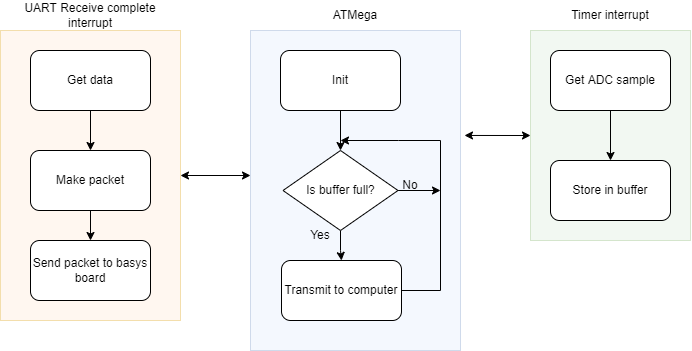 UART Receive complete
interrupt
Get data
Make packet
Send packet to basys
board
ATMega
Init
Is buffer full?
No
Yes
Transmit to computer
Timer interrupt
Get ADC sample
Store in buffer